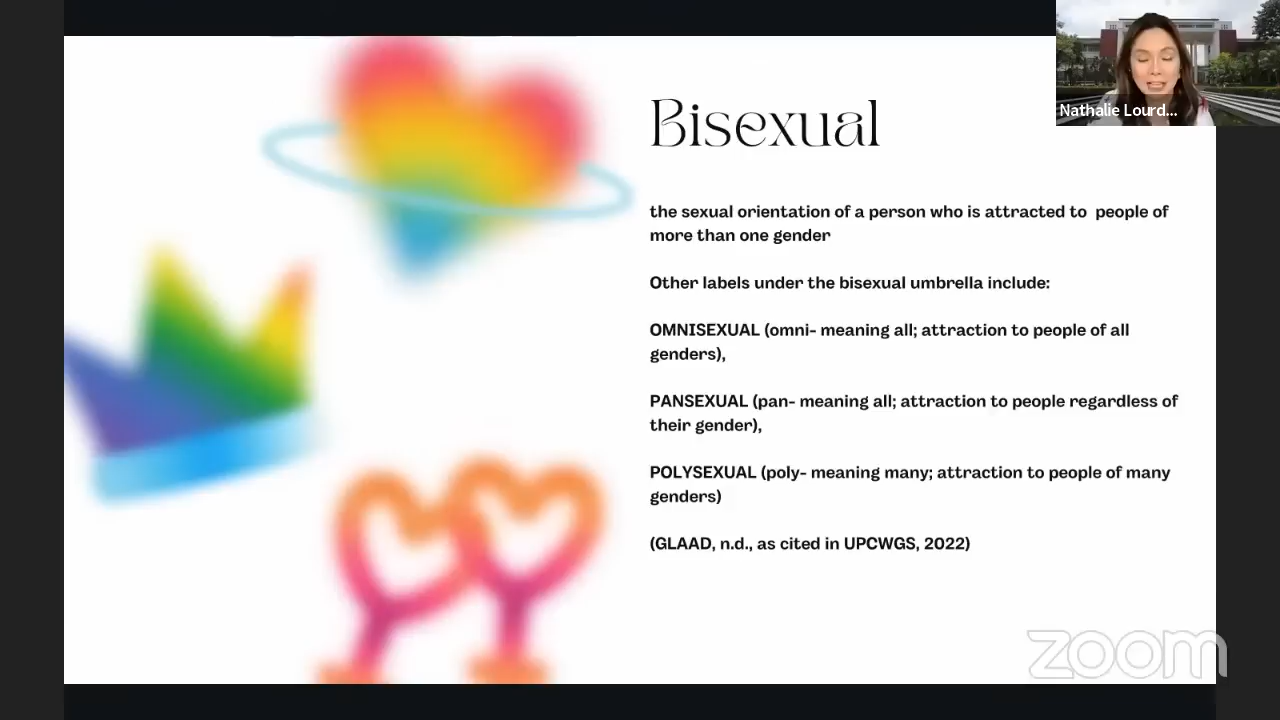 Bisexual
Nathalie Lourd...
the sexual orientation of a person who is attracted to people of
more than one gender
Other labels under the bisexual umbrella include:
OMNISEXUAL (omni- meaning all; attraction to people of all
genders),
PANSEXUAL (pan- meaning all; attraction to people regardless of
their gender),
POLYSEXUAL (poly- meaning many; attraction to people of many
genders)
(GLAAD, n.d., as cited in UPCWGS, 2022)
zoom